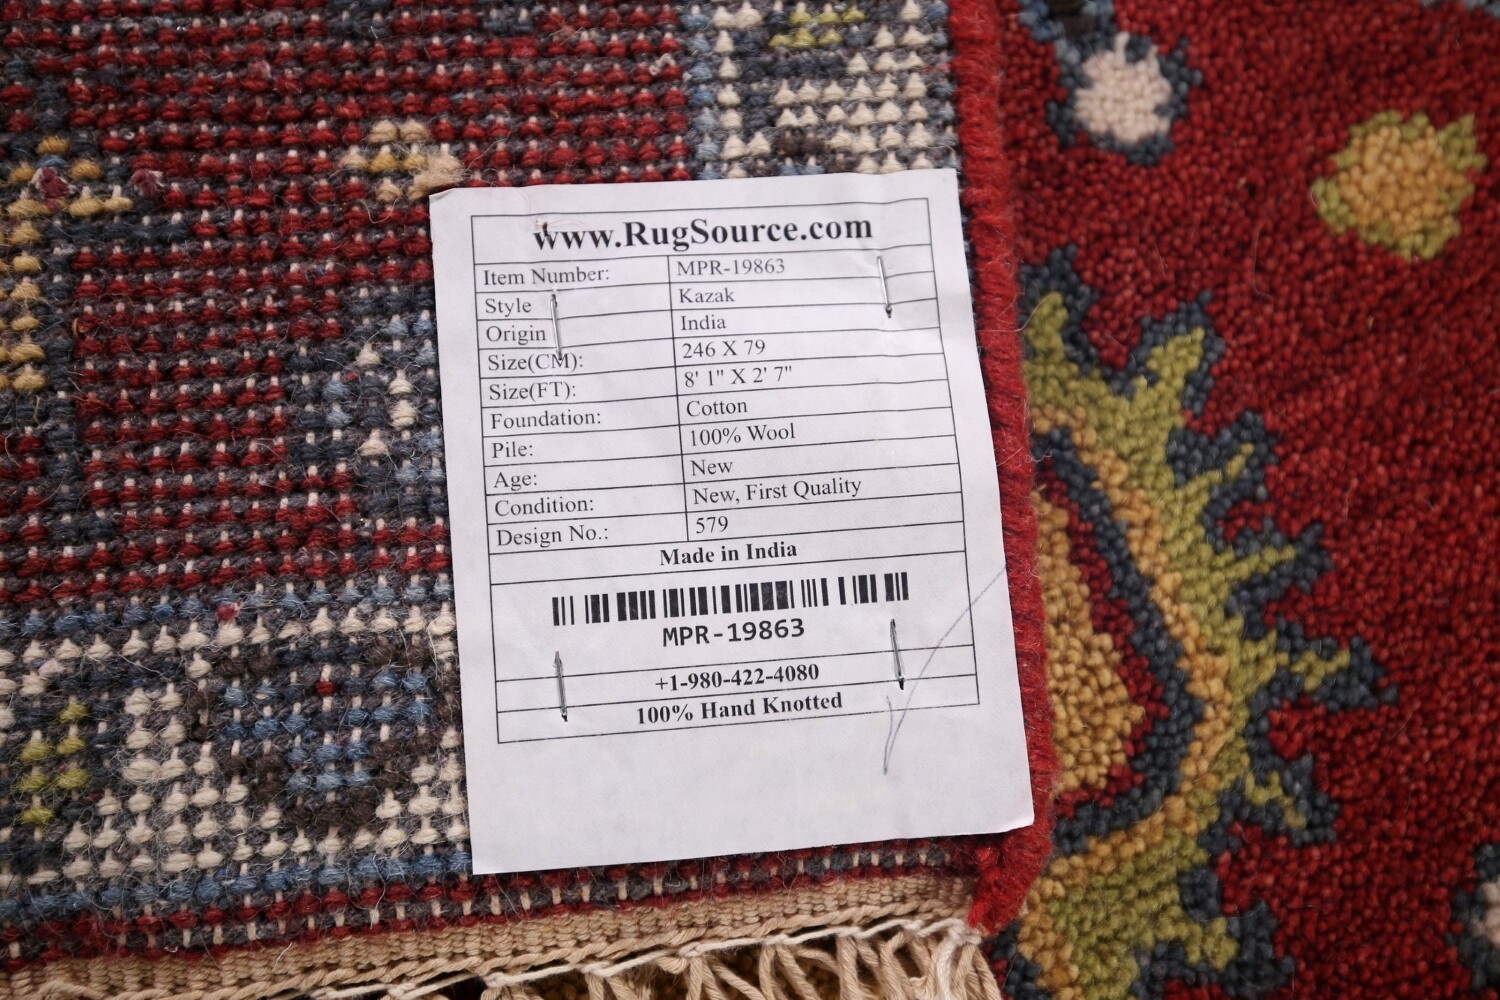 www.RugSource.com
Item Number: MPR-19863
Style Kazak
Origin India
Size(CM): 246 X 79
Size(FT): 8' 1" X 2' 7"
Foundation: Cotton
Pile: 100% Wool
Age: New
Condition: New, First Quality
Design No.: 579
Made in India
MPR-19863
+1-980-422-4080
100% Hand Knotted